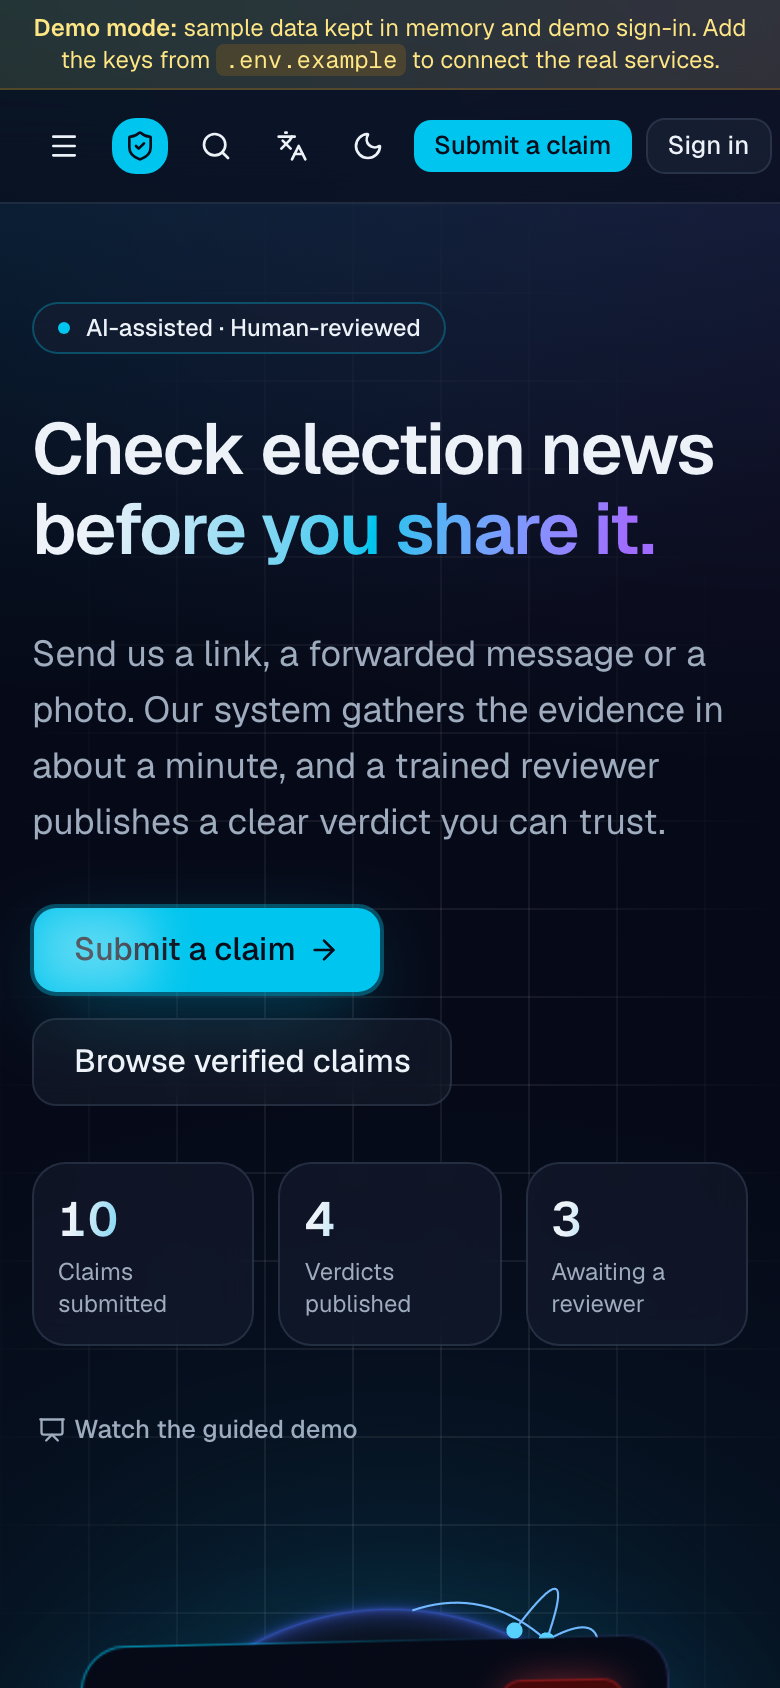 Demo mode: sample data kept in memory and demo sign-in. Add
the keys from .env.example to connect the real services.
Submit a claim
Sign in
AI-assisted · Human-reviewed
Check election news
before you share it.
Send us a link, a forwarded message or a
photo. Our system gathers the evidence in
about a minute, and a trained reviewer
publishes a clear verdict you can trust.
Submit a claim →
Browse verified claims
10
Claims
submitted
4
Verdicts
published
3
Awaiting a
reviewer
Watch the guided demo